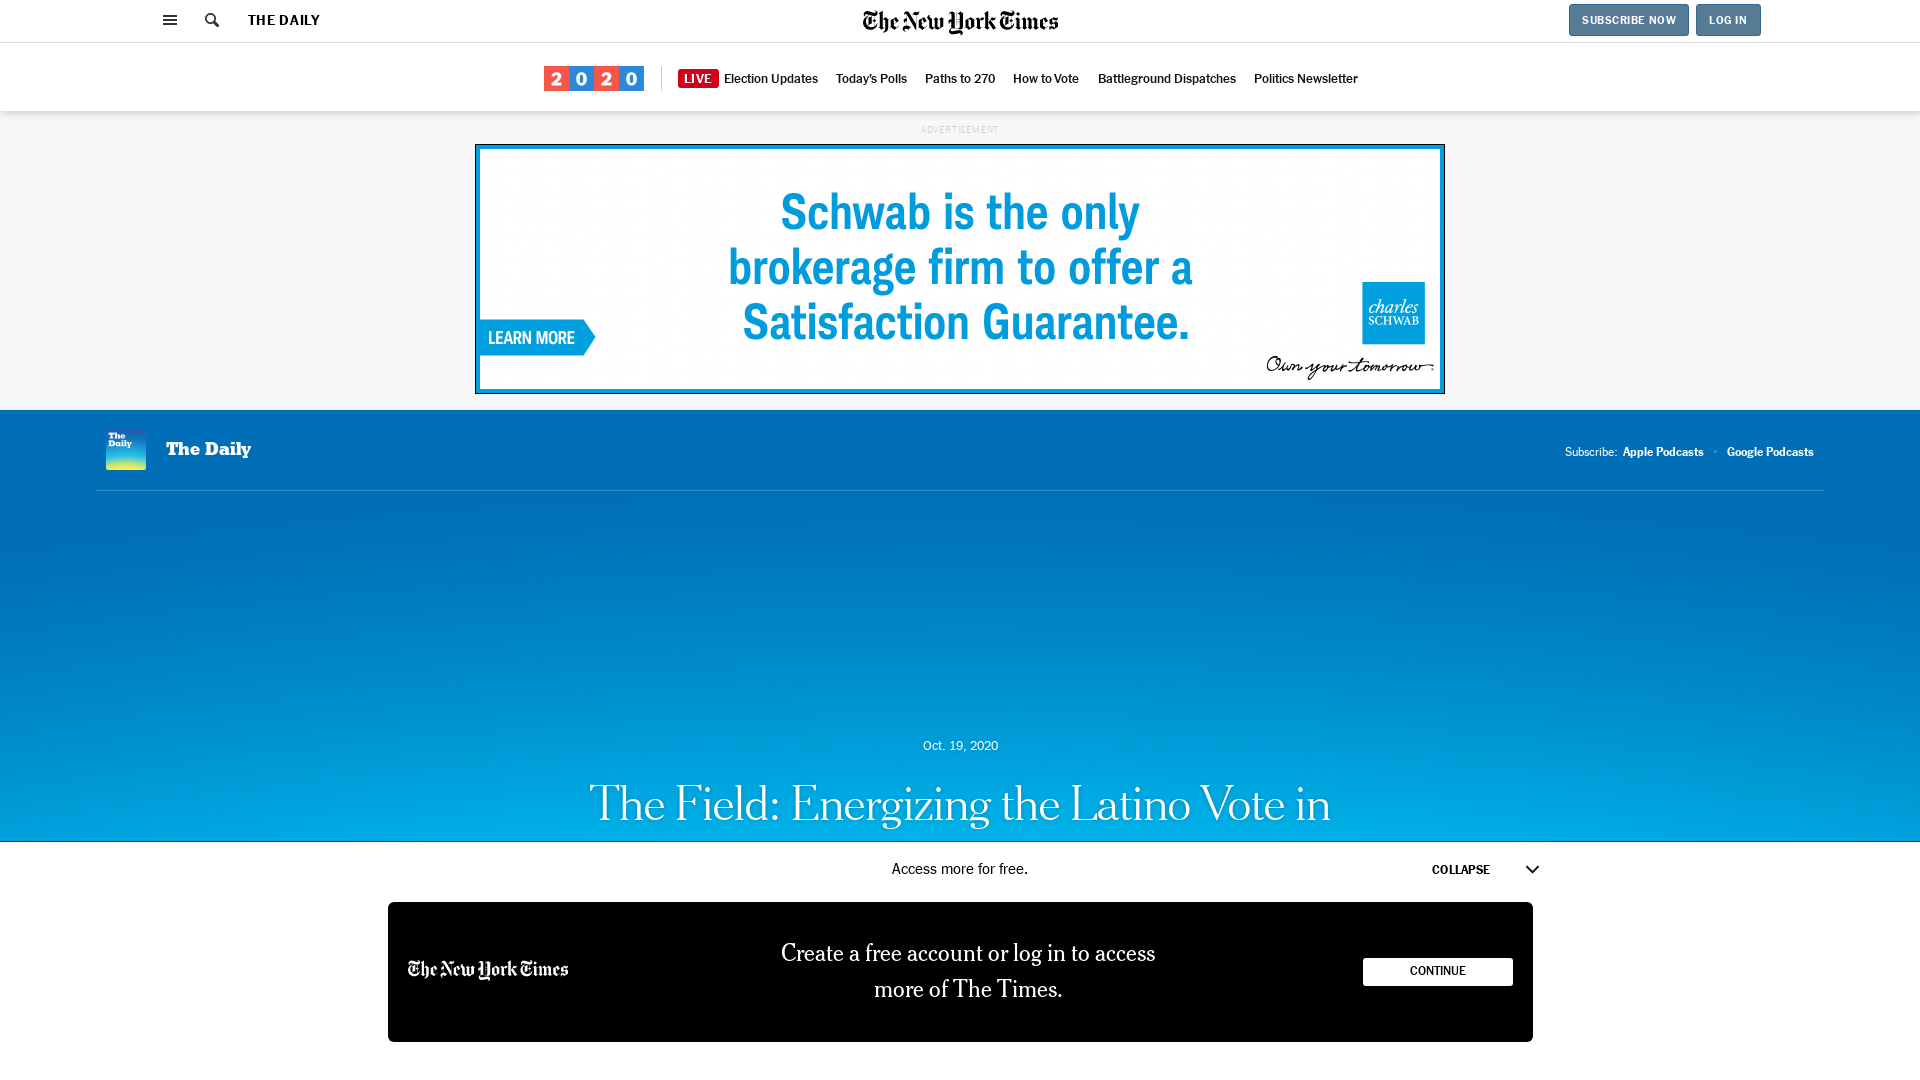 THE DAILY
The New York Times
SUBSCRIBE NOW
LOG IN
2020
LIVE
Election Updates
Today's Polls
Paths to 270
How to Vote
Battleground Dispatches
Politics Newsletter
ADVERTISEMENT
Schwab is the only
brokerage firm to offer a
Satisfaction Guarantee.
LEARN MORE
charles
SCHWAB
Own your tomorrow
The
Daily
The Daily
Subscribe:
Apple Podcasts
Google Podcasts
Oct. 19, 2020
The Field: Energizing the Latino Vote in
Access more for free.
COLLAPSE
The New York Times
Create a free account or log in to access
more of The Times.
CONTINUE